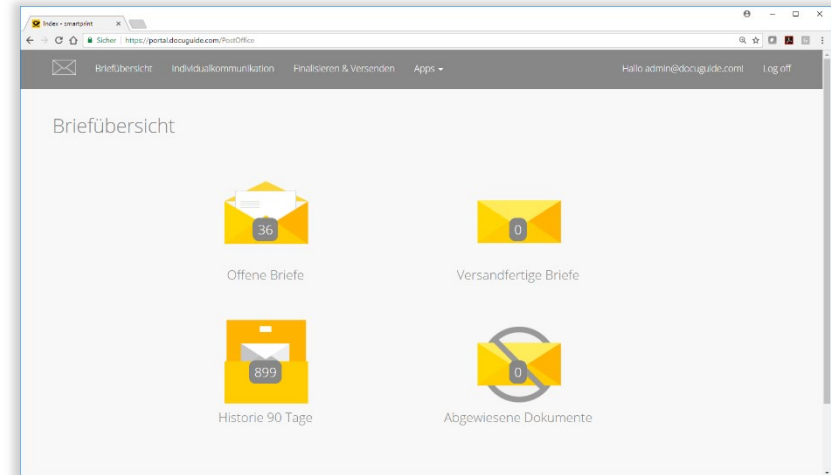 Index - smartprint
Sicher | https://portal.docuguide.com/PostOffice
Briefübersicht Individualkommunikation Finalisieren & Versenden Apps Hallo admin@docuguide.com! Log off
Briefübersicht
36
0
Offene Briefe
Versandfertige Briefe
899
0
Historie 90 Tage
Abgewiesene Dokumente